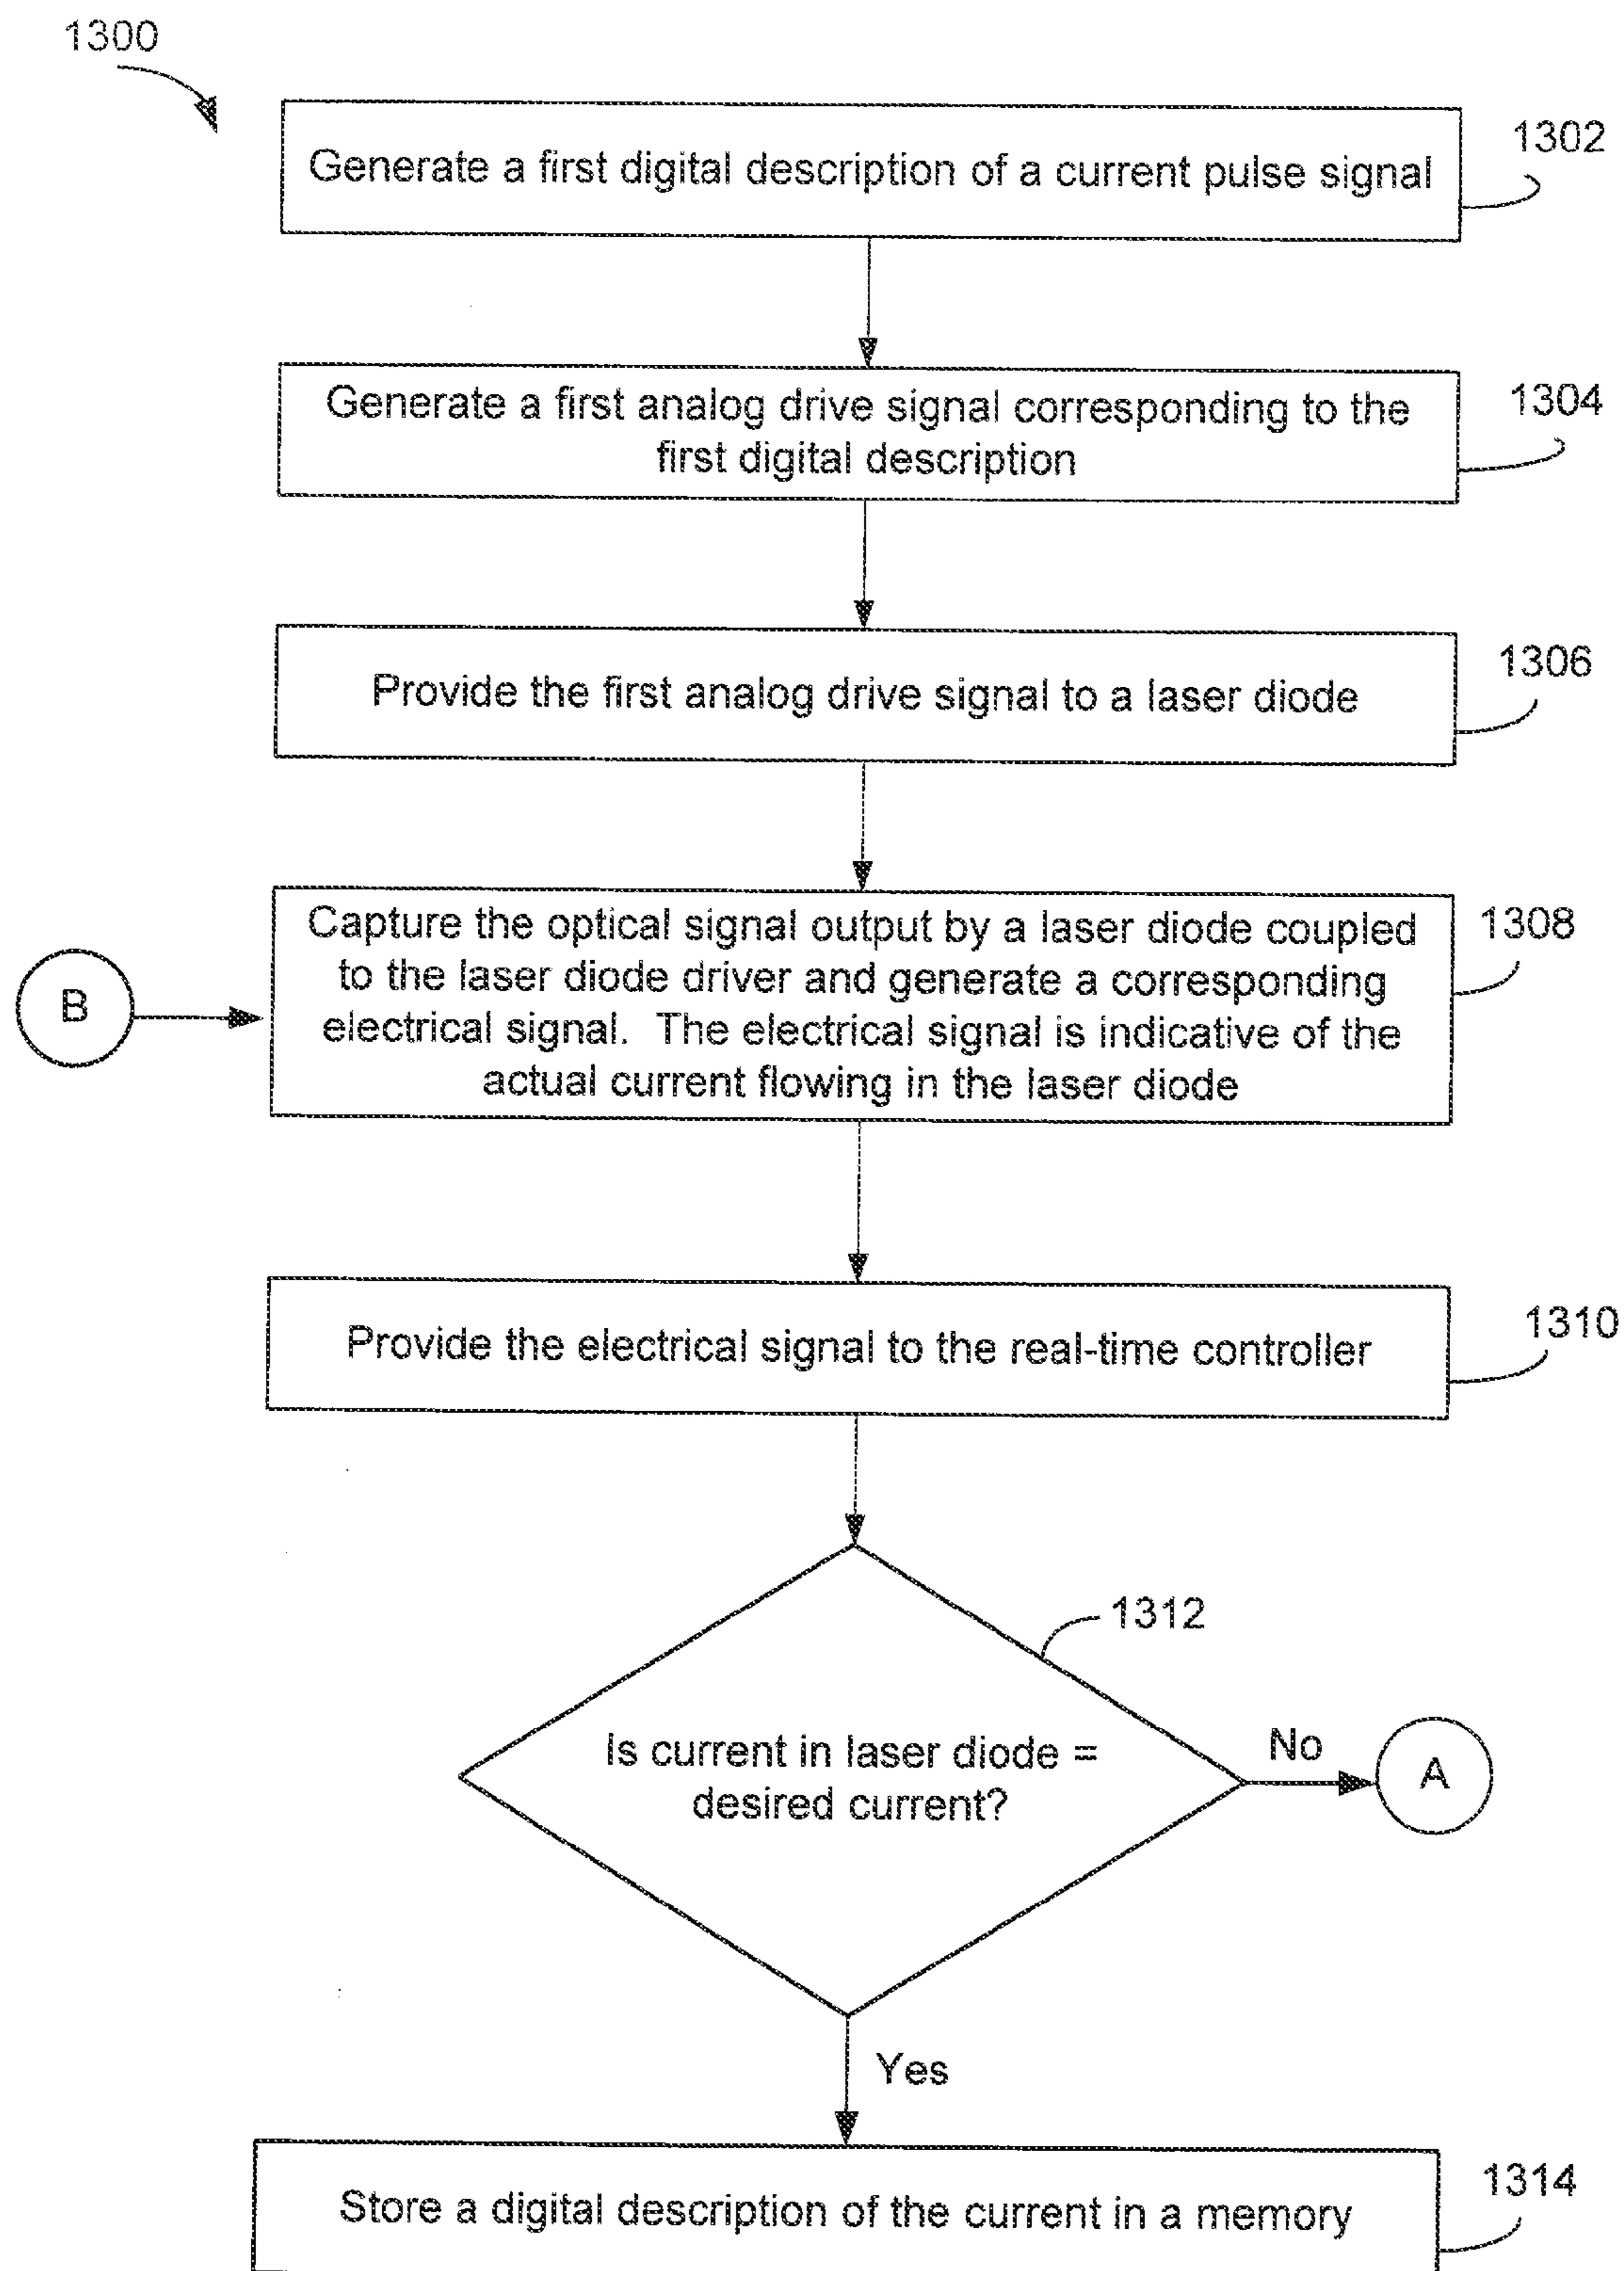 1300
Generate a first digital description of a current pulse signal
1302
Generate a first analog drive signal corresponding to the
first digital description
1304
Provide the first analog drive signal to a laser diode
1306
Capture the optical signal output by a laser diode coupled
to the laser diode driver and generate a corresponding
electrical signal.  The electrical signal is indicative of the
actual current flowing in the laser diode
1308
B
Provide the electrical signal to the real-time controller
1310
1312
Is current in laser diode =
desired current?
No
A
Yes
Store a digital description of the current in a memory
1314